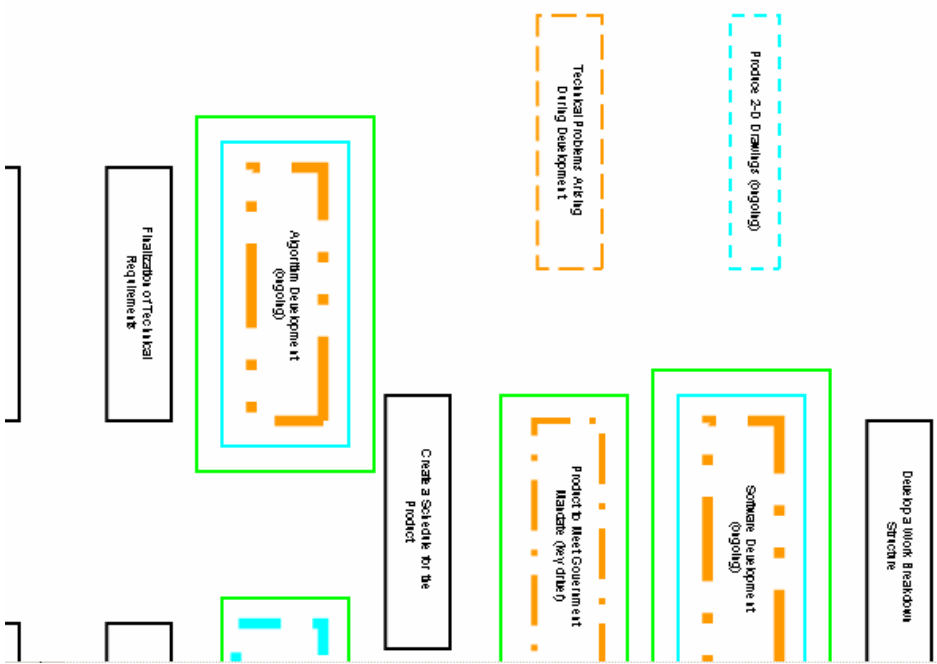 Technical Problems Arising
During Development
Produce 2-D Drawings (ongoing)
Finalization of Technical
Requirements
Algorithm Development
(ongoing)
Create a Schedule for the
Product
Product to Meet Government
Mandate (key driver)
Software Development
(ongoing)
Develop a Work Breakdown
Structure